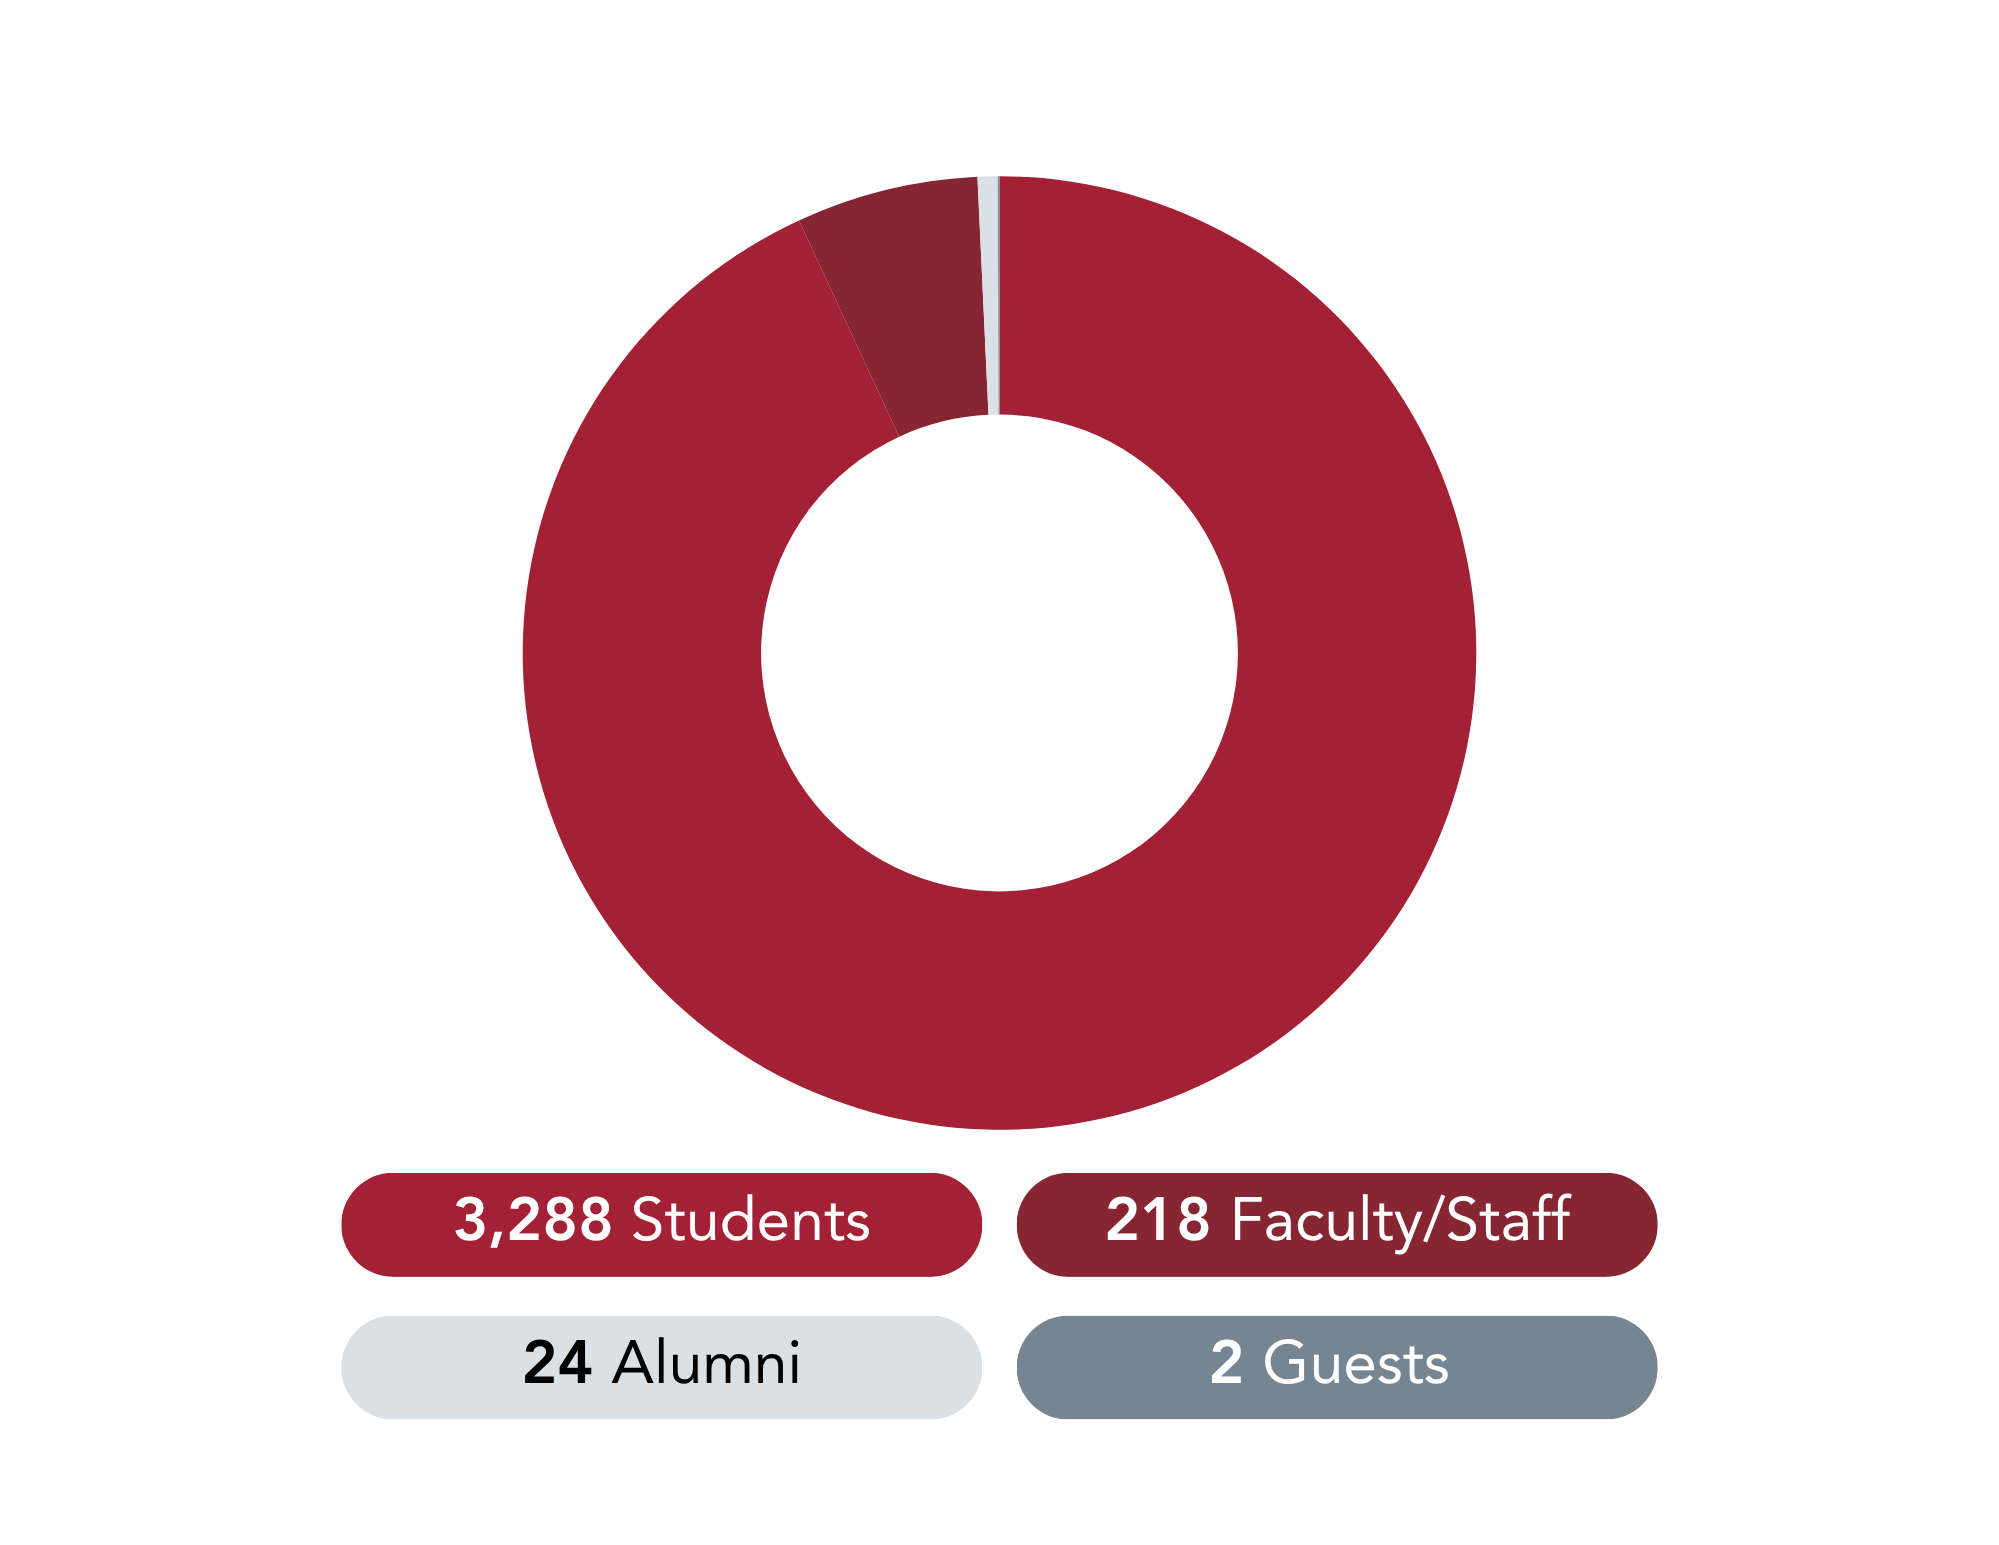 3,288 Students
218 Faculty/Staff
24 Alumni
2 Guests